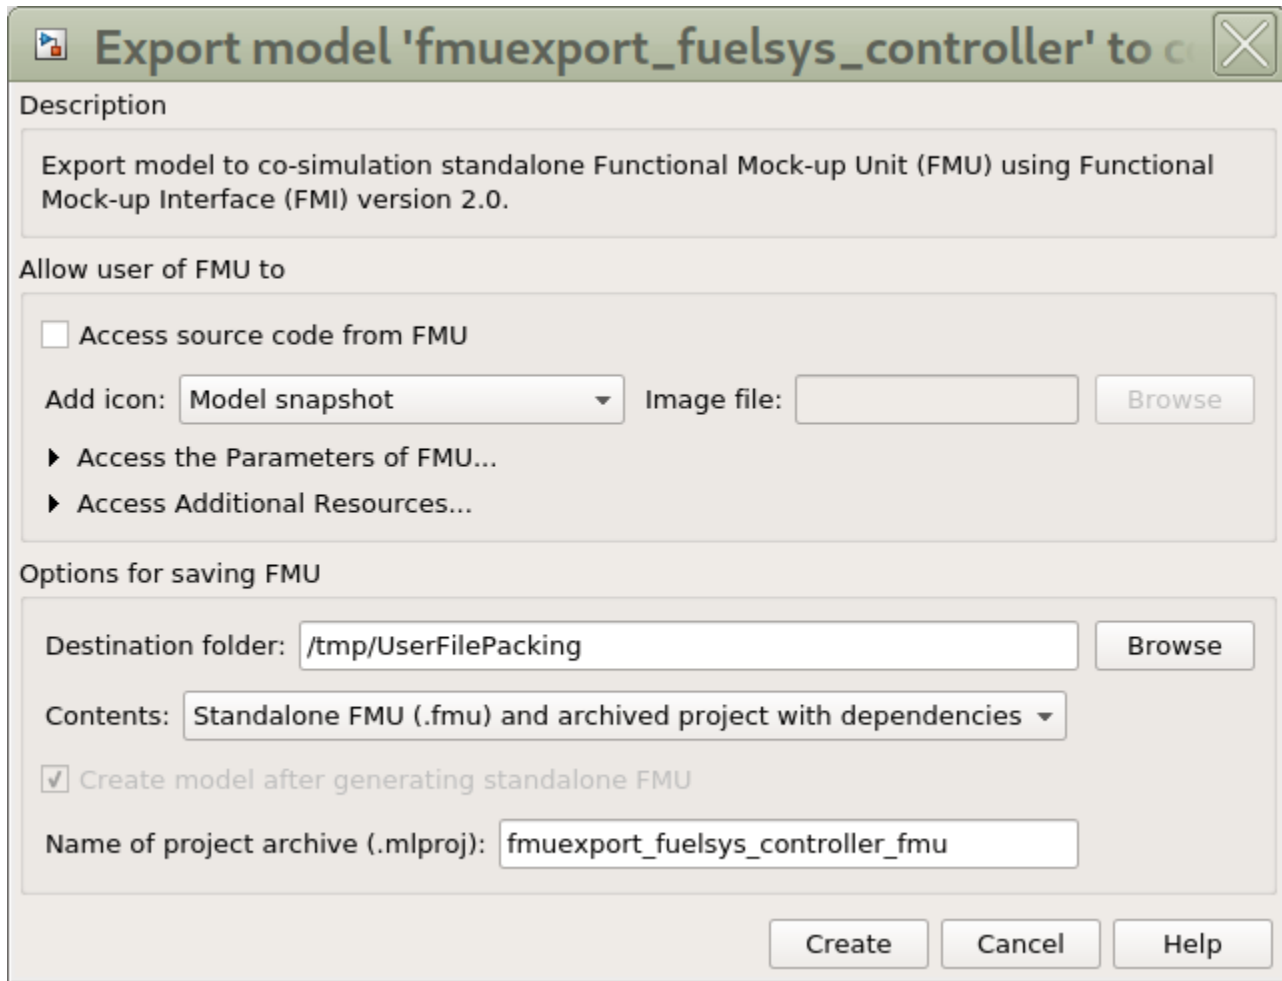 Export model 'fmuexport_fuelsys_controller' to
Description
Export model to co-simulation standalone Functional Mock-up Unit (FMU) using Functional
Mock-up Interface (FMI) version 2.0.
Allow user of FMU to
Access source code from FMU
Add icon: Model snapshot Image file: Browse
Access the Parameters of FMU...
Access Additional Resources...
Options for saving FMU
Destination folder: /tmp/UserFilePacking Browse
Contents: Standalone FMU (.fmu) and archived project with dependencies
Create model after generating standalone FMU
Name of project archive (.mlproj): fmuexport_fuelsys_controller_fmu
Create Cancel Help